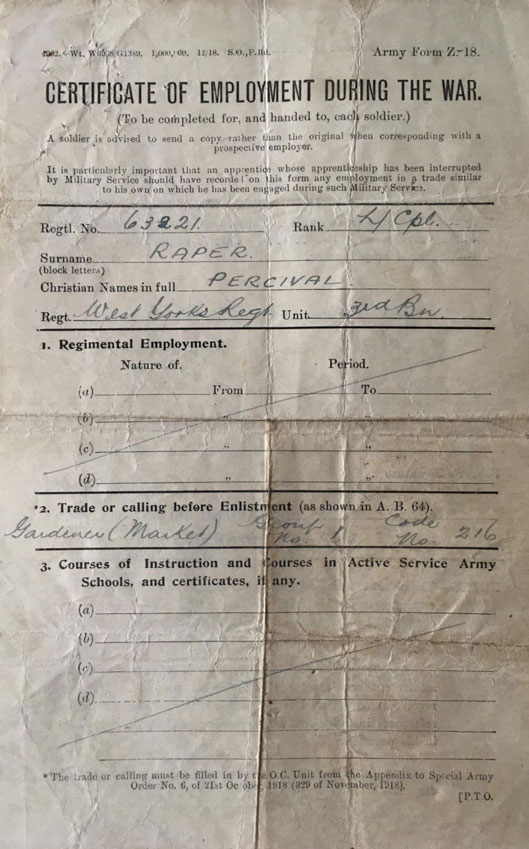 Army Form Z.-18.
CERTIFICATE OF EMPLOYMENT DURING THE WAR.
(To be completed for, and handed to, each soldier.)
A soldier is advised to send a copy rather than the original when corresponding with a
prospective employer.
It is particularly important that an apprentice whose apprenticeship has been interrupted
by Military Service should have recorded on this form any employment in a trade similar
to his own on which he has been engaged during such Military Service.
Regtl. No. 63221. Rank L/Cpl.
Surname RAPER.
(block letters)
Christian Names in full PERCIVAL.
Regt. West Yorks Regt. Unit 3rd Bn
1. Regimental Employment.
Nature of. Period.
(a) From To
(b) „ „
(c) „ „
(d) „ „
*2. Trade or calling before Enlistment (as shown in A. B. 64).
Gardener (Market) Group No. 1 Code No. 216
3. Courses of Instruction and Courses in Active Service Army
Schools, and certificates, if any.
(a)
(b)
(c)
(d)
* The trade or calling must be filled in by the O.C. Unit from the Appendix to Special Army
Order No. 6, of 21st October, 1918 (329 of November, 1918).
[P.T.O.